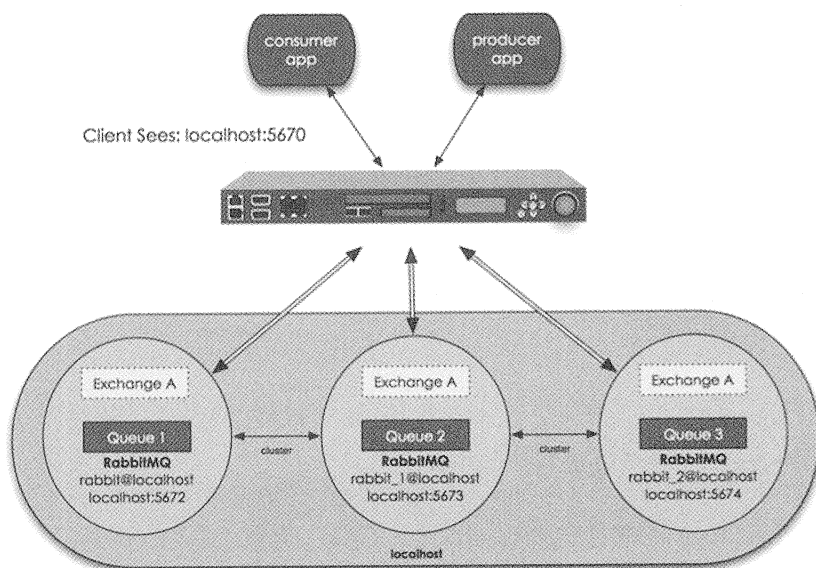 consumer
app
producer
app
Client Sees: localhost:5670
Exchange A
Exchange A
Exchange A
Queue 1
Queue 2
Queue 3
cluster
cluster
RabbitMQ
RabbitMQ
RabbitMQ
rabbit@localhost
rabbit_1@localhost
rabbit_2@localhost
localhost:5672
localhost:5673
localhost:5674
localhost